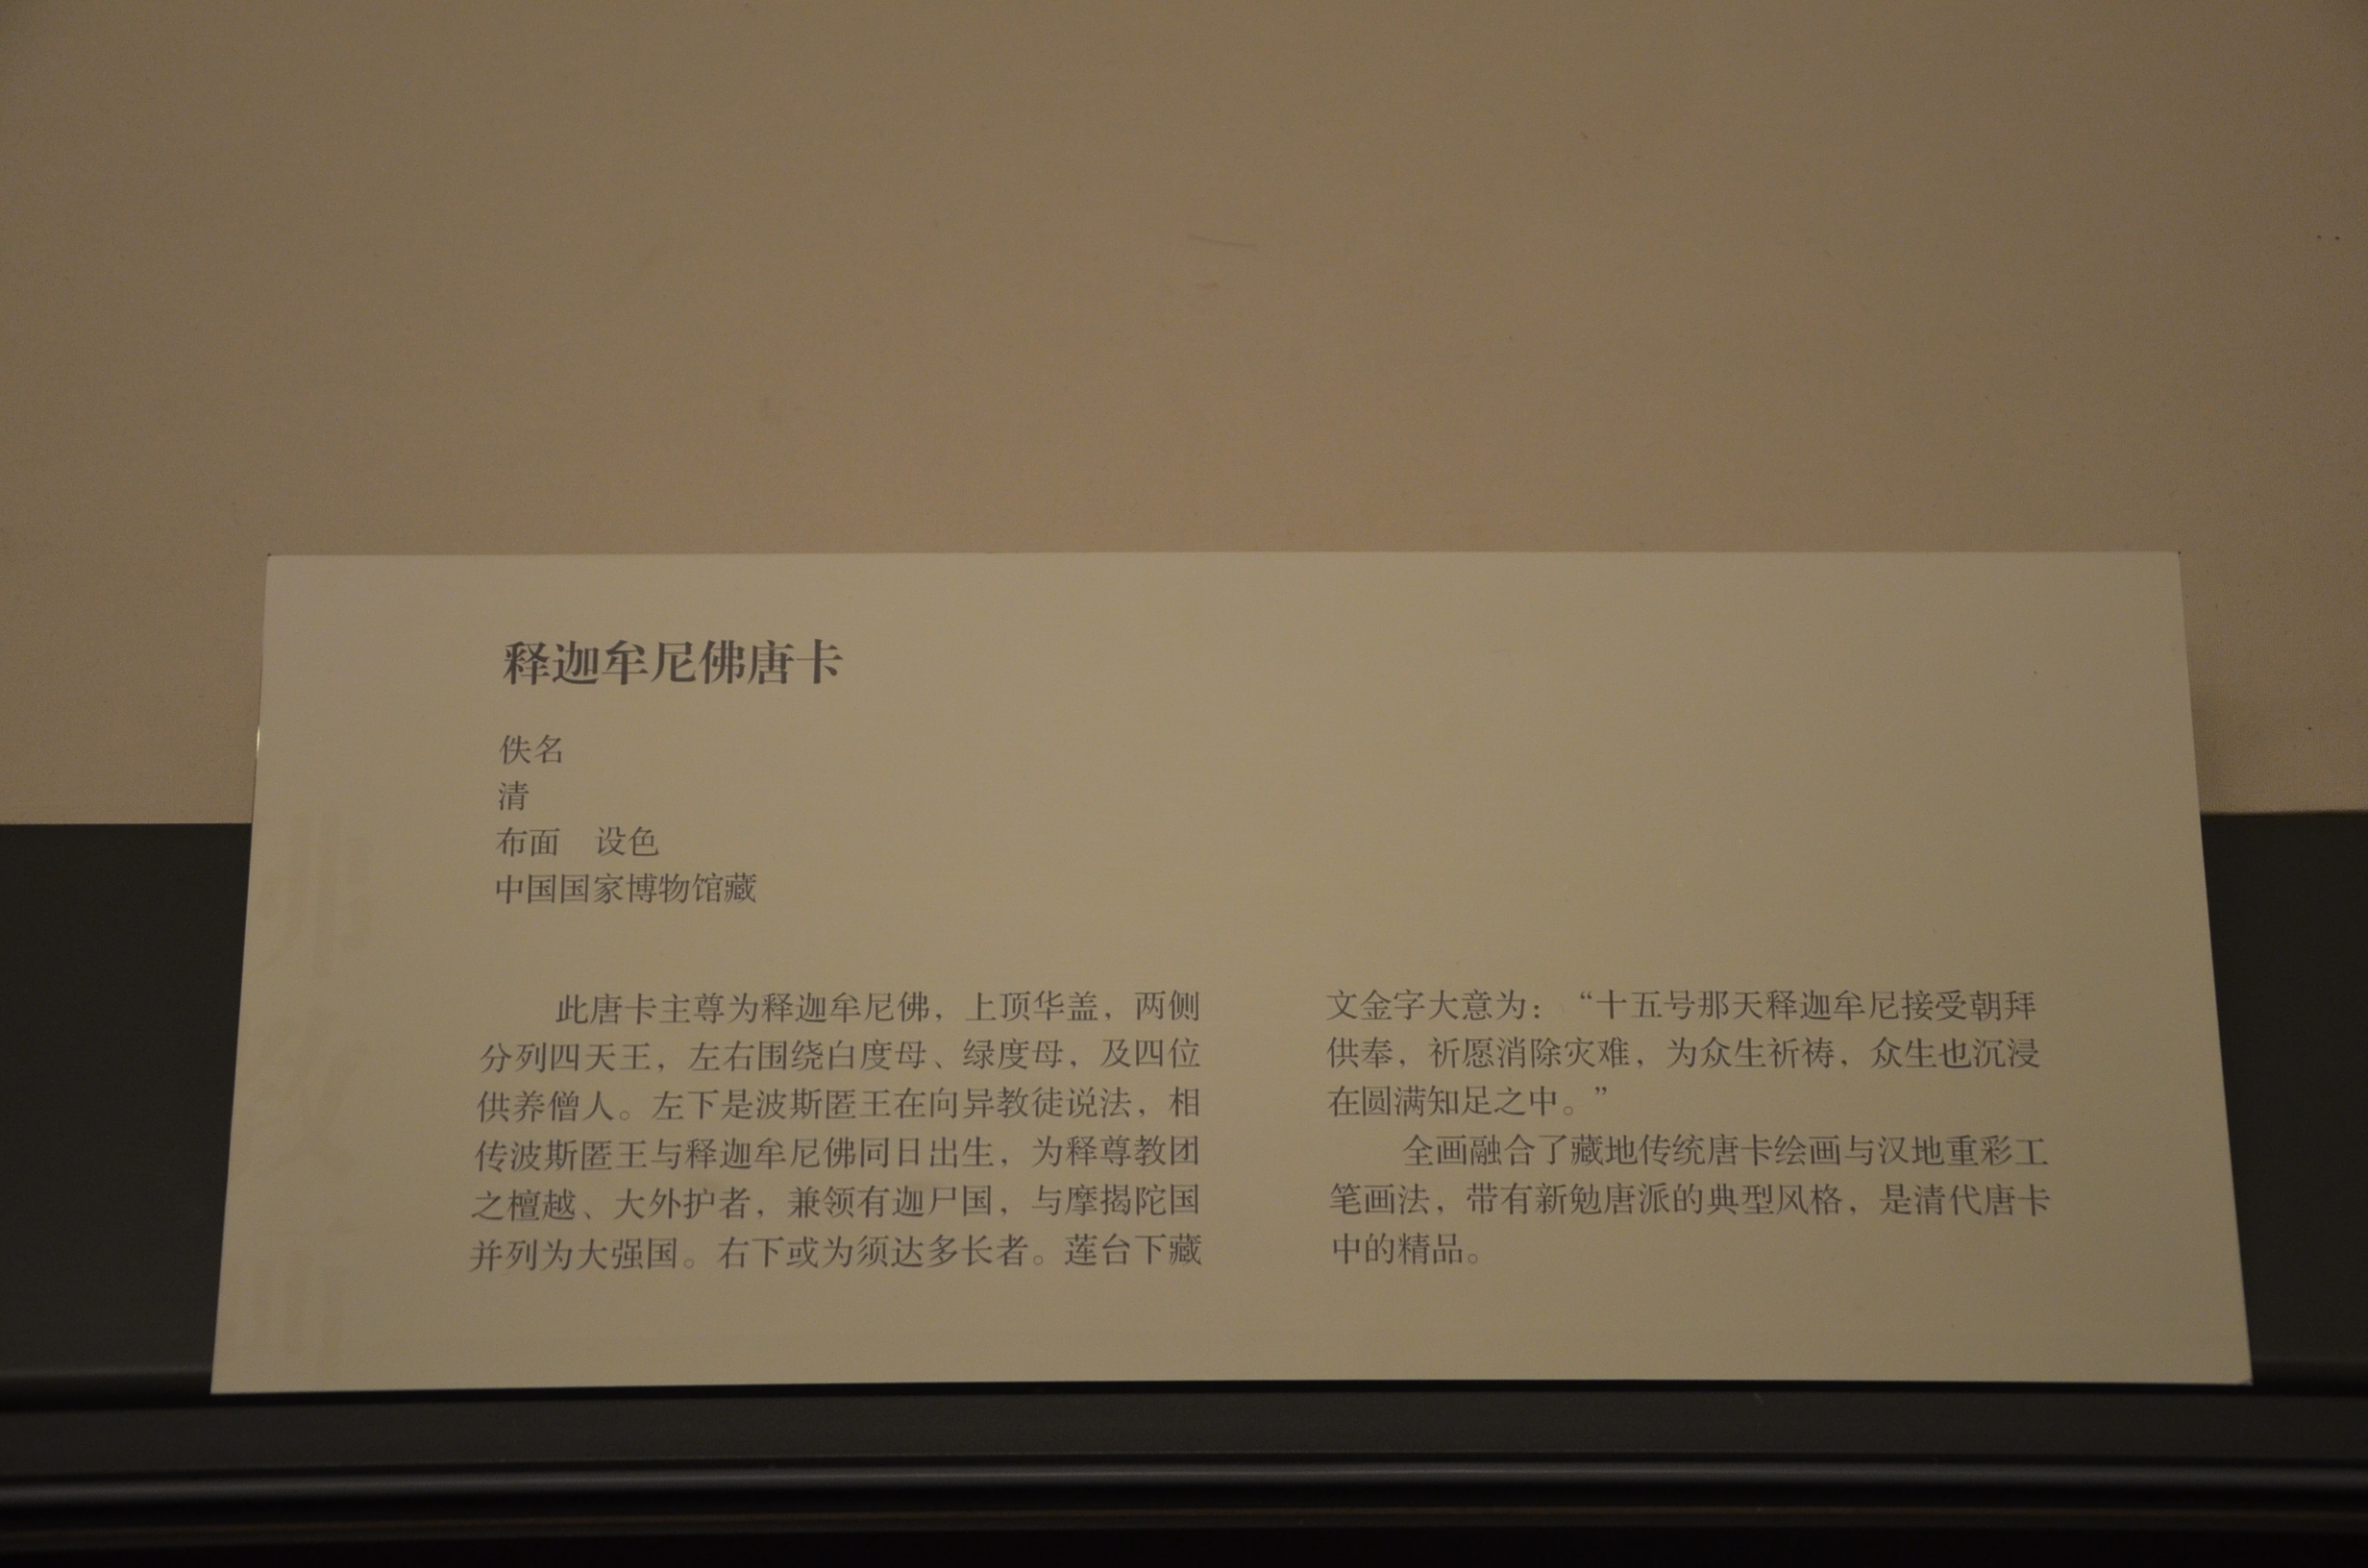 释迦牟尼佛唐卡
佚名
清
布面　设色
中国国家博物馆藏
此唐卡主尊为释迦牟尼佛，上顶华盖，两侧
分列四天王，左右围绕白度母、绿度母，及四位
供养僧人。左下是波斯匿王在向异教徒说法，相
传波斯匿王与释迦牟尼佛同日出生，为释尊教团
之檀越、大外护者，兼领有迦尸国，与摩揭陀国
并列为大强国。右下或为须达多长者。莲台下藏
文金字大意为：“十五号那天释迦牟尼接受朝拜
供奉，祈愿消除灾难，为众生祈祷，众生也沉浸
在圆满知足之中。”
全画融合了藏地传统唐卡绘画与汉地重彩工
笔画法，带有新勉唐派的典型风格，是清代唐卡
中的精品。